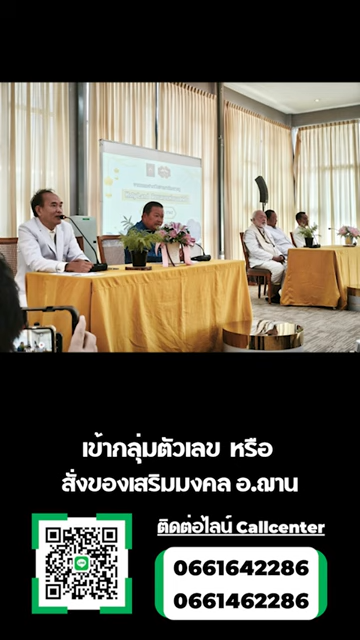 เข้ากลุ่มตัวเลข หรือ
สั่งของเสริมมงคล อ.ฌาน
ติดต่อไลน์ Callcenter
0661642286
0661462286